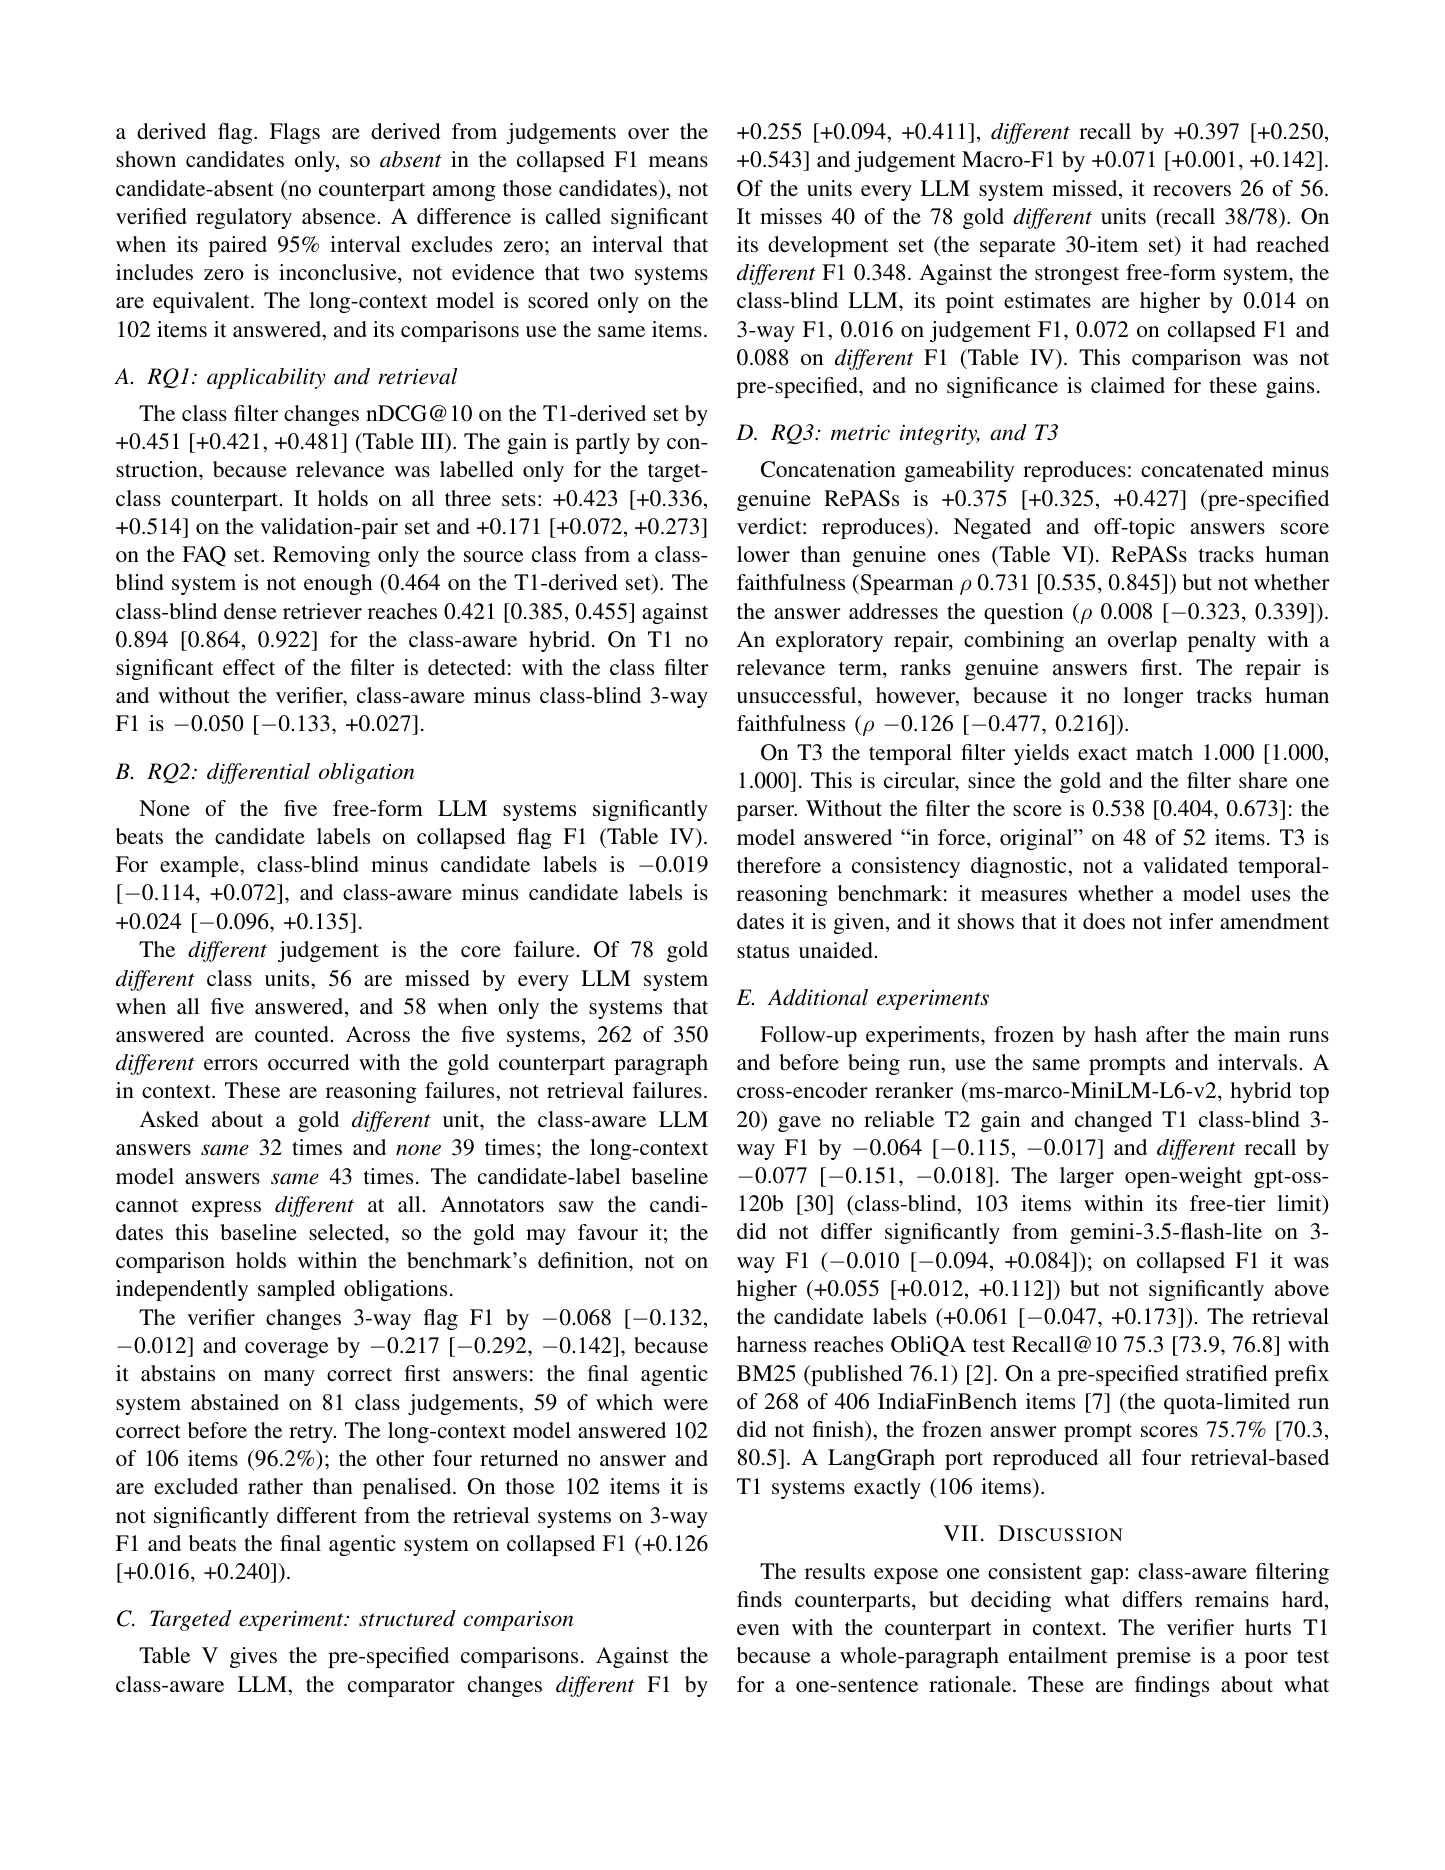 a derived flag. Flags are derived from judgements over the
shown candidates only, so absent in the collapsed F1 means
candidate-absent (no counterpart among those candidates), not
verified regulatory absence. A difference is called significant
when its paired 95% interval excludes zero; an interval that
includes zero is inconclusive, not evidence that two systems
are equivalent. The long-context model is scored only on the
102 items it answered, and its comparisons use the same items.
A. RQ1: applicability and retrieval
The class filter changes nDCG@10 on the T1-derived set by
+0.451 [+0.421, +0.481] (Table III). The gain is partly by con-
struction, because relevance was labelled only for the target-
class counterpart. It holds on all three sets: +0.423 [+0.336,
+0.514] on the validation-pair set and +0.171 [+0.072, +0.273]
on the FAQ set. Removing only the source class from a class-
blind system is not enough (0.464 on the T1-derived set). The
class-blind dense retriever reaches 0.421 [0.385, 0.455] against
0.894 [0.864, 0.922] for the class-aware hybrid. On T1 no
significant effect of the filter is detected: with the class filter
and without the verifier, class-aware minus class-blind 3-way
F1 is −0.050 [−0.133, +0.027].
B. RQ2: differential obligation
None of the five free-form LLM systems significantly
beats the candidate labels on collapsed flag F1 (Table IV).
For example, class-blind minus candidate labels is −0.019
[−0.114, +0.072], and class-aware minus candidate labels is
+0.024 [−0.096, +0.135].
The different judgement is the core failure. Of 78 gold
different class units, 56 are missed by every LLM system
when all five answered, and 58 when only the systems that
answered are counted. Across the five systems, 262 of 350
different errors occurred with the gold counterpart paragraph
in context. These are reasoning failures, not retrieval failures.
Asked about a gold different unit, the class-aware LLM
answers same 32 times and none 39 times; the long-context
model answers same 43 times. The candidate-label baseline
cannot express different at all. Annotators saw the candi-
dates this baseline selected, so the gold may favour it; the
comparison holds within the benchmark's definition, not on
independently sampled obligations.
The verifier changes 3-way flag F1 by −0.068 [−0.132,
−0.012] and coverage by −0.217 [−0.292, −0.142], because
it abstains on many correct first answers: the final agentic
system abstained on 81 class judgements, 59 of which were
correct before the retry. The long-context model answered 102
of 106 items (96.2%); the other four returned no answer and
are excluded rather than penalised. On those 102 items it is
not significantly different from the retrieval systems on 3-way
F1 and beats the final agentic system on collapsed F1 (+0.126
[+0.016, +0.240]).
C. Targeted experiment: structured comparison
Table V gives the pre-specified comparisons. Against the
class-aware LLM, the comparator changes different F1 by
+0.255 [+0.094, +0.411], different recall by +0.397 [+0.250,
+0.543] and judgement Macro-F1 by +0.071 [+0.001, +0.142].
Of the units every LLM system missed, it recovers 26 of 56.
It misses 40 of the 78 gold different units (recall 38/78). On
its development set (the separate 30-item set) it had reached
different F1 0.348. Against the strongest free-form system, the
class-blind LLM, its point estimates are higher by 0.014 on
3-way F1, 0.016 on judgement F1, 0.072 on collapsed F1 and
0.088 on different F1 (Table IV). This comparison was not
pre-specified, and no significance is claimed for these gains.
D. RQ3: metric integrity, and T3
Concatenation gameability reproduces: concatenated minus
genuine RePASs is +0.375 [+0.325, +0.427] (pre-specified
verdict: reproduces). Negated and off-topic answers score
lower than genuine ones (Table VI). RePASs tracks human
faithfulness (Spearman ρ 0.731 [0.535, 0.845]) but not whether
the answer addresses the question (ρ 0.008 [−0.323, 0.339]).
An exploratory repair, combining an overlap penalty with a
relevance term, ranks genuine answers first. The repair is
unsuccessful, however, because it no longer tracks human
faithfulness (ρ −0.126 [−0.477, 0.216]).
On T3 the temporal filter yields exact match 1.000 [1.000,
1.000]. This is circular, since the gold and the filter share one
parser. Without the filter the score is 0.538 [0.404, 0.673]: the
model answered “in force, original” on 48 of 52 items. T3 is
therefore a consistency diagnostic, not a validated temporal-
reasoning benchmark: it measures whether a model uses the
dates it is given, and it shows that it does not infer amendment
status unaided.
E. Additional experiments
Follow-up experiments, frozen by hash after the main runs
and before being run, use the same prompts and intervals. A
cross-encoder reranker (ms-marco-MiniLM-L6-v2, hybrid top
20) gave no reliable T2 gain and changed T1 class-blind 3-
way F1 by −0.064 [−0.115, −0.017] and different recall by
−0.077 [−0.151, −0.018]. The larger open-weight gpt-oss-
120b [30] (class-blind, 103 items within its free-tier limit)
did not differ significantly from gemini-3.5-flash-lite on 3-
way F1 (−0.010 [−0.094, +0.084]); on collapsed F1 it was
higher (+0.055 [+0.012, +0.112]) but not significantly above
the candidate labels (+0.061 [−0.047, +0.173]). The retrieval
harness reaches ObliQA test Recall@10 75.3 [73.9, 76.8] with
BM25 (published 76.1) [2]. On a pre-specified stratified prefix
of 268 of 406 IndiaFinBench items [7] (the quota-limited run
did not finish), the frozen answer prompt scores 75.7% [70.3,
80.5]. A LangGraph port reproduced all four retrieval-based
T1 systems exactly (106 items).
VII. DISCUSSION
The results expose one consistent gap: class-aware filtering
finds counterparts, but deciding what differs remains hard,
even with the counterpart in context. The verifier hurts T1
because a whole-paragraph entailment premise is a poor test
for a one-sentence rationale. These are findings about what